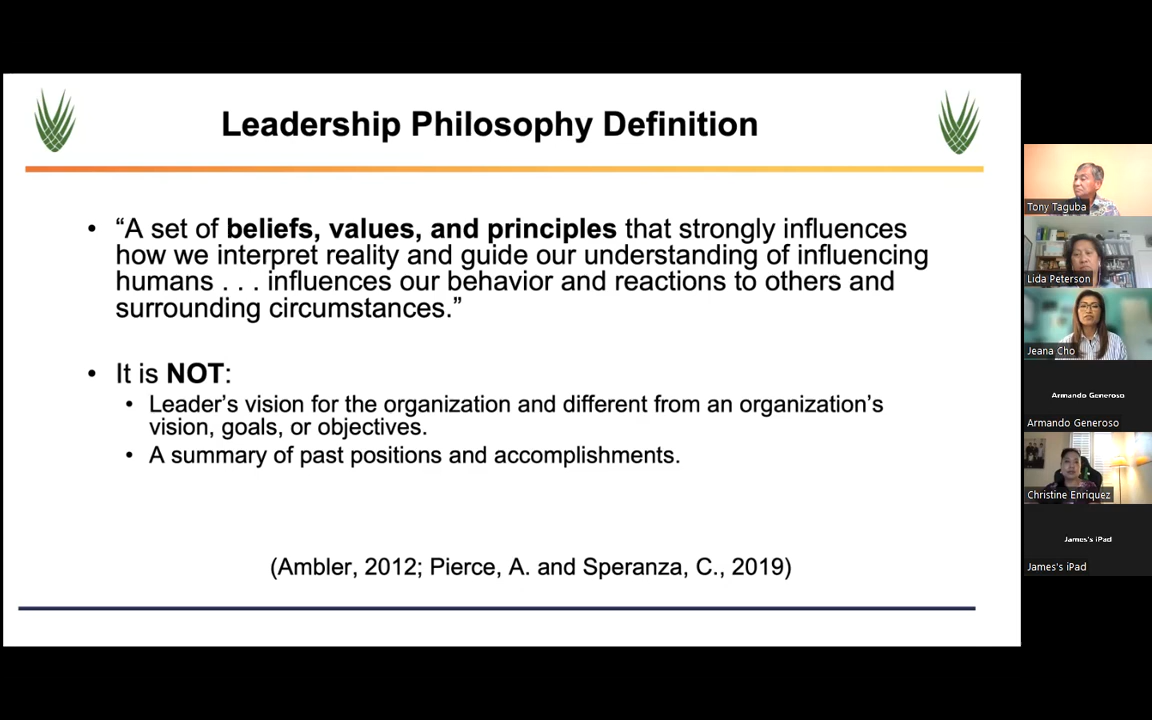 Leadership Philosophy Definition
• “A set of beliefs, values, and principles that strongly influences
how we interpret reality and guide our understanding of influencing
humans . . . influences our behavior and reactions to others and
surrounding circumstances.”
• It is NOT:
• Leader’s vision for the organization and different from an organization’s
vision, goals, or objectives.
• A summary of past positions and accomplishments.
(Ambler, 2012; Pierce, A. and Speranza, C., 2019)
Tony Taguba
Lida Peterson
Jeana Cho
Armando Generoso
Armando Generoso
Christine Enriquez
James's iPad
James's iPad